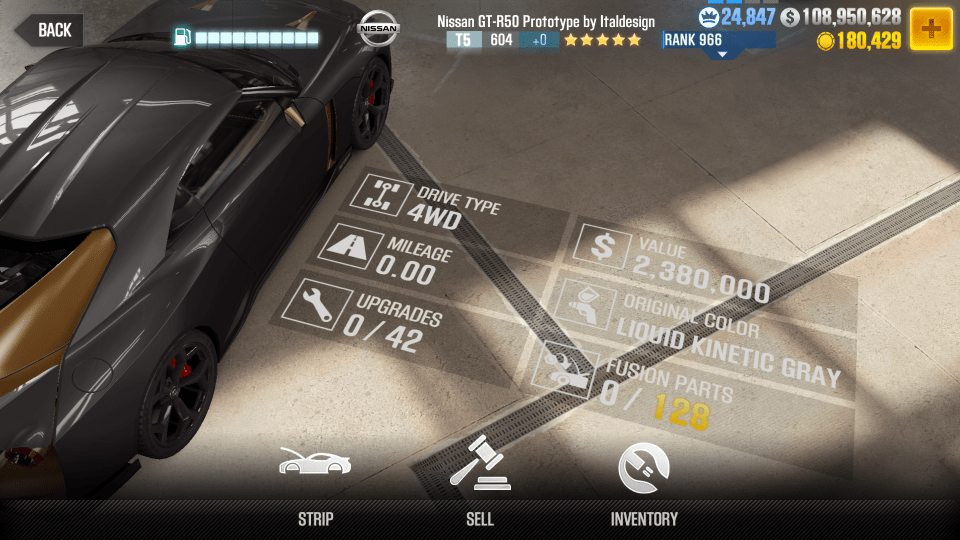 BACK
NISSAN
Nissan GT-R50 Prototype by Italdesign
T5 604 +0
24,847 $ 108,950,628
RANK 966
180,429
DRIVE TYPE
4WD
MILEAGE
0.00
UPGRADES
0/42
$ VALUE
2.380,000
ORIGINAL COLOR
LIQUID KINETIC GRAY
FUSION PARTS
0/ 128
STRIP
SELL
INVENTORY